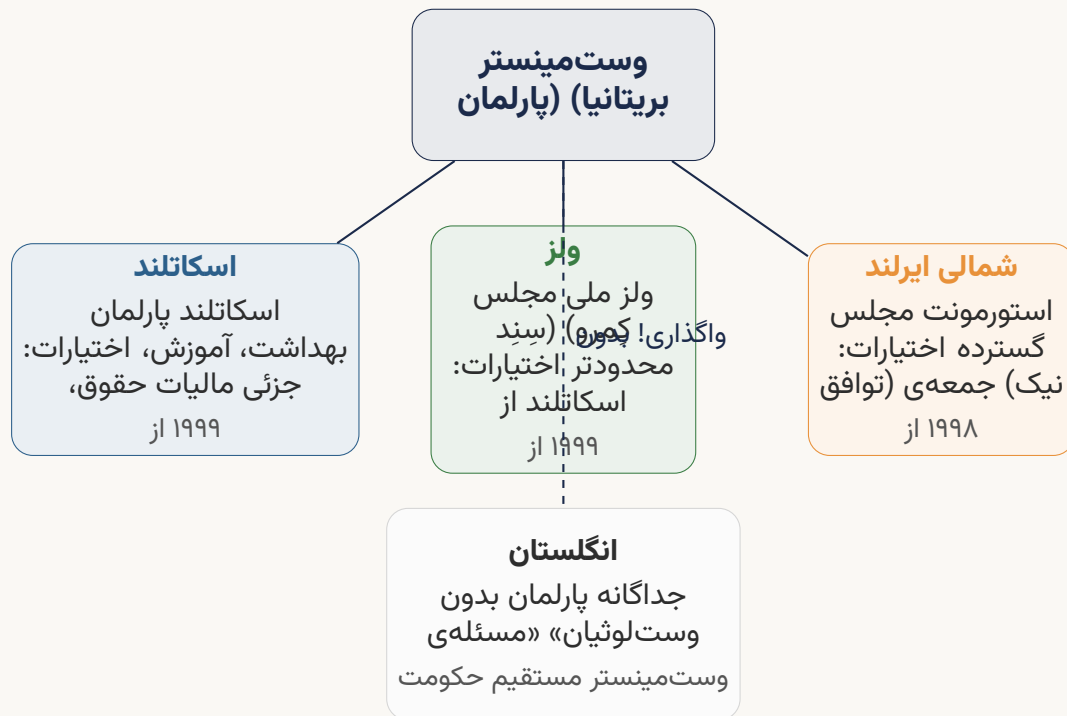 وست‌مینستر
بریتانیا) (پارلمان
شمالی ایرلند
استورمونت مجلس
گسترده اختیارات:
نیک) جمعه‌ی (توافق
۱۹۹۸ از
ولز
ولز ملی مجلس
کِمرو) (سِنِد
محدودتر اختیارات:
اسکاتلند از
۱۹۹۹ از
واگذاری! بدون
اسکاتلند
اسکاتلند پارلمان
بهداشت، آموزش، اختیارات:
جزئی مالیات حقوق،
۱۹۹۹ از
انگلستان
جداگانه پارلمان بدون
وست‌لوثیان» «مسئله‌ی
وست‌مینستر مستقیم حکومت